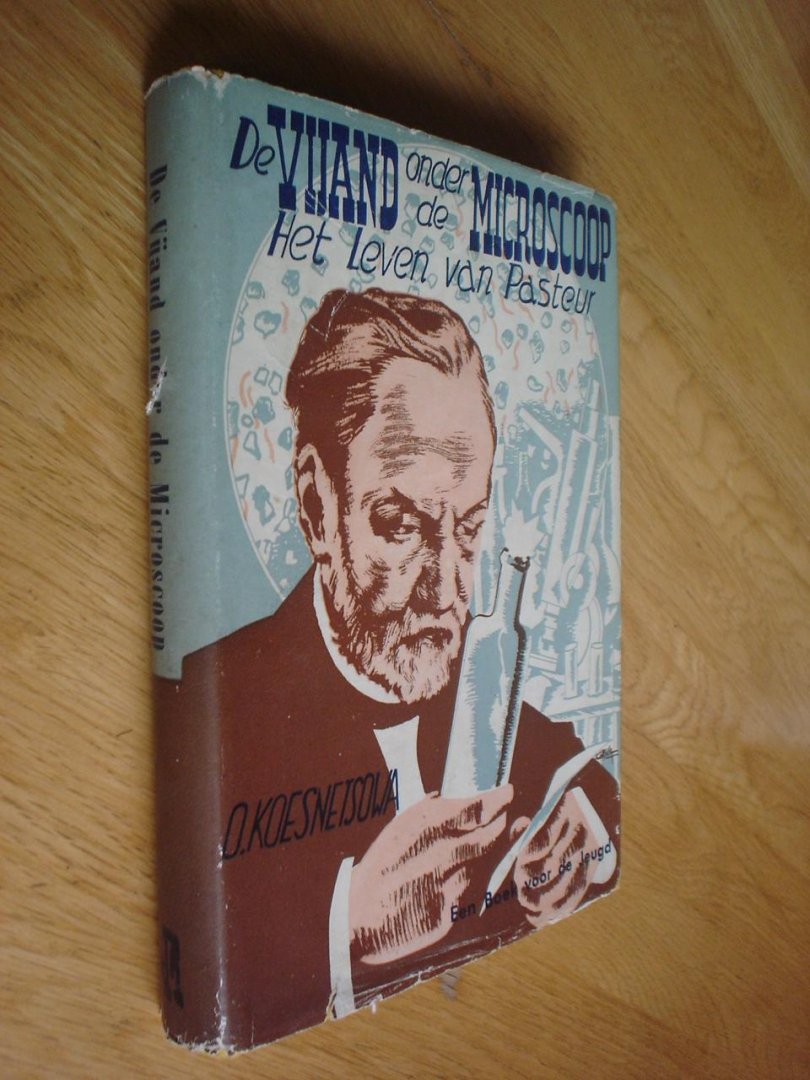 De VIJAND onder de MICROSCOOP
Het Leven van Pasteur
O. KOESNETSOWA
Een Boek voor de Jeugd
De Vijand onder de Microscoop